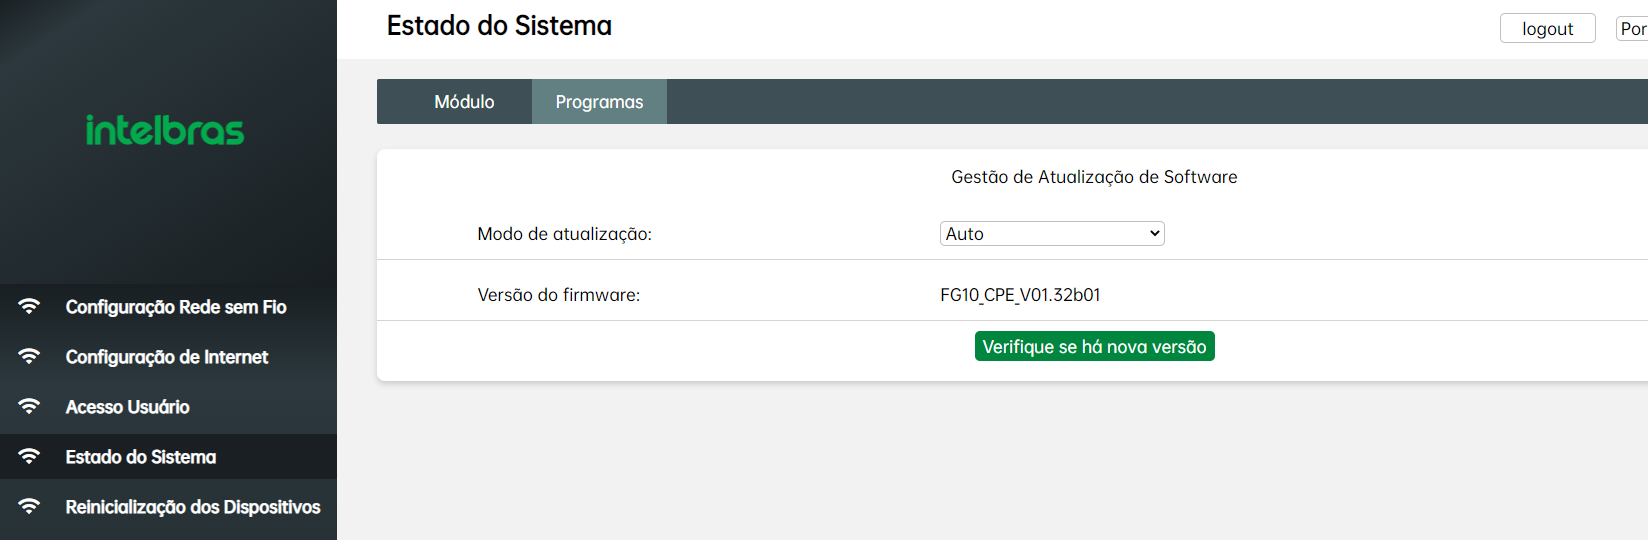 intelbras
Configuração Rede sem Fio
Configuração de Internet
Acesso Usuário
Estado do Sistema
Reinicialização dos Dispositivos
Estado do Sistema
logout
Por
Módulo
Programas
Gestão de Atualização de Software
Modo de atualização:
Auto
Versão do firmware:
FG10_CPE_V01.32b01
Verifique se há nova versão